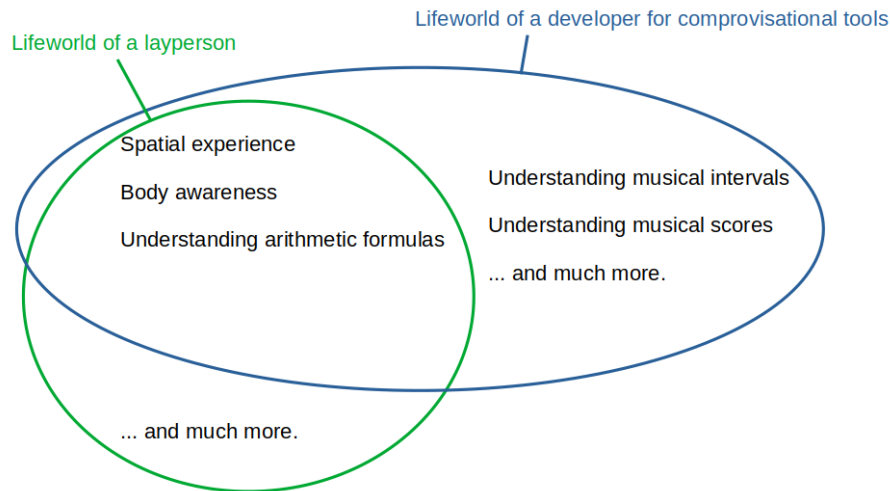 Lifeworld of a developer for comprovisational tools
Lifeworld of a layperson
Spatial experience
Body awareness
Understanding arithmetic formulas
Understanding musical intervals
Understanding musical scores
... and much more.
... and much more.